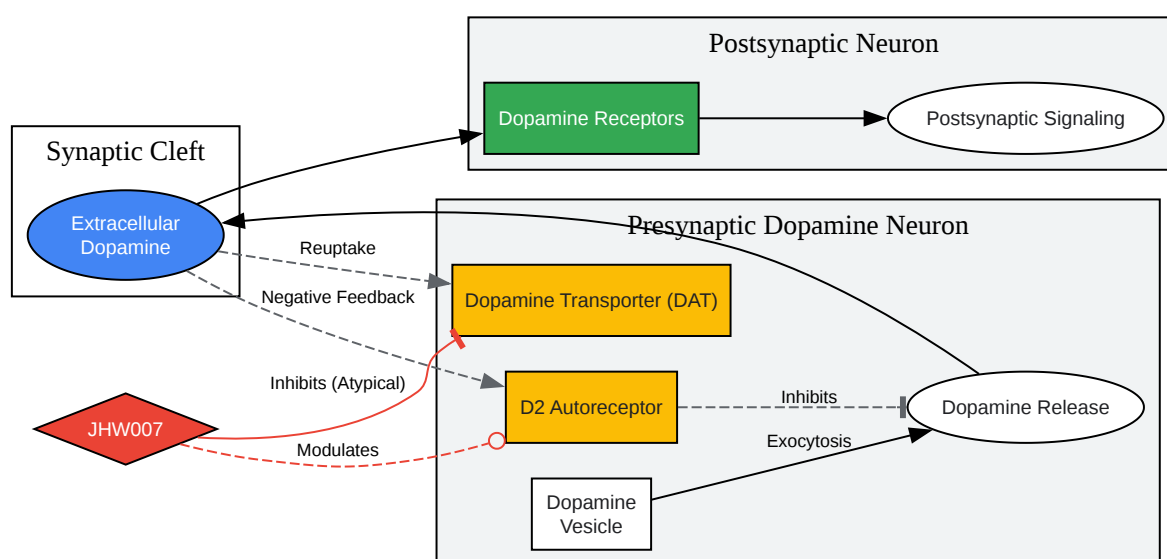 Postsynaptic Neuron
Dopamine Receptors
Postsynaptic Signaling
Synaptic Cleft
Extracellular
Dopamine
Presynaptic Dopamine Neuron
Reuptake
Negative Feedback
Dopamine Transporter (DAT)
Inhibits (Atypical)
D2 Autoreceptor
Inhibits
Dopamine Release
JHW007
Modulates
Exocytosis
Dopamine
Vesicle